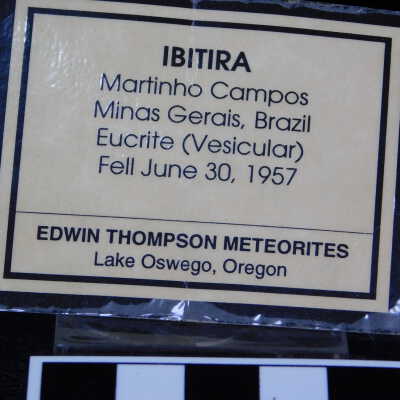 IBITIRA
Martinho Campos
Minas Gerais, Brazil
Eucrite (Vesicular)
Fell June 30, 1957
EDWIN THOMPSON METEORITES
Lake Oswego, Oregon